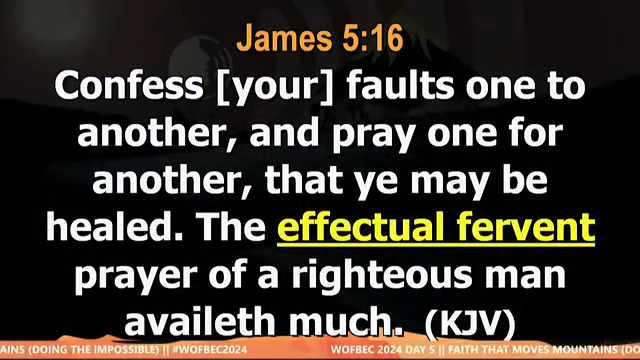 James 5:16
Confess [your] faults one to
another, and pray one for
another, that ye may be
healed. The effectual fervent
prayer of a righteous man
availeth much. (KJV)
AINS (DOING THE IMPOSSIBLE) || #WOFBEC2024 WOFBEC 2024 DAY 5 || FAITH THAT MOVES MOUNTAINS (DO